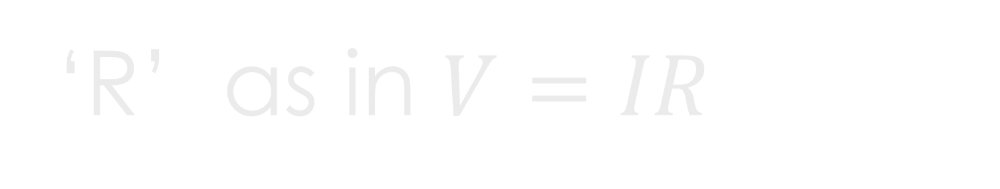 ‘R’ as in V = IR